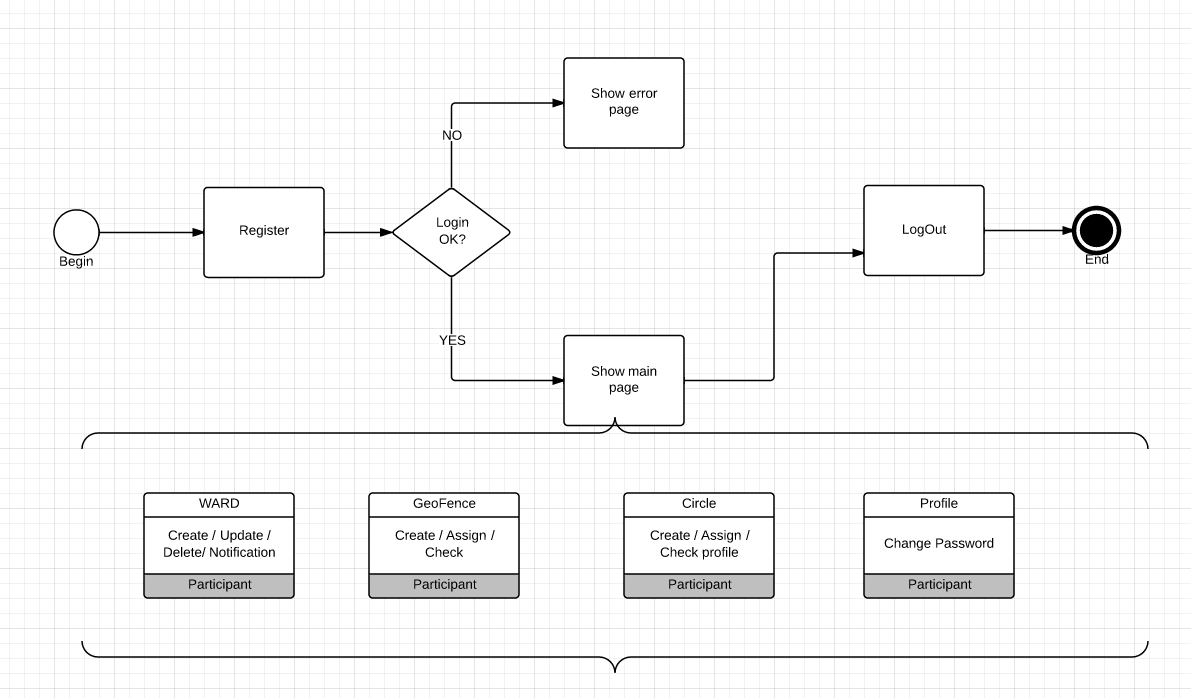 Show error
page
NO
Login
OK?
Register
LogOut
Begin
End
YES
Show main
page
WARD
Create / Update /
Delete/ Notification
Participant
GeoFence
Create / Assign /
Check
Participant
Circle
Create / Assign /
Check profile
Participant
Profile
Change Password
Participant